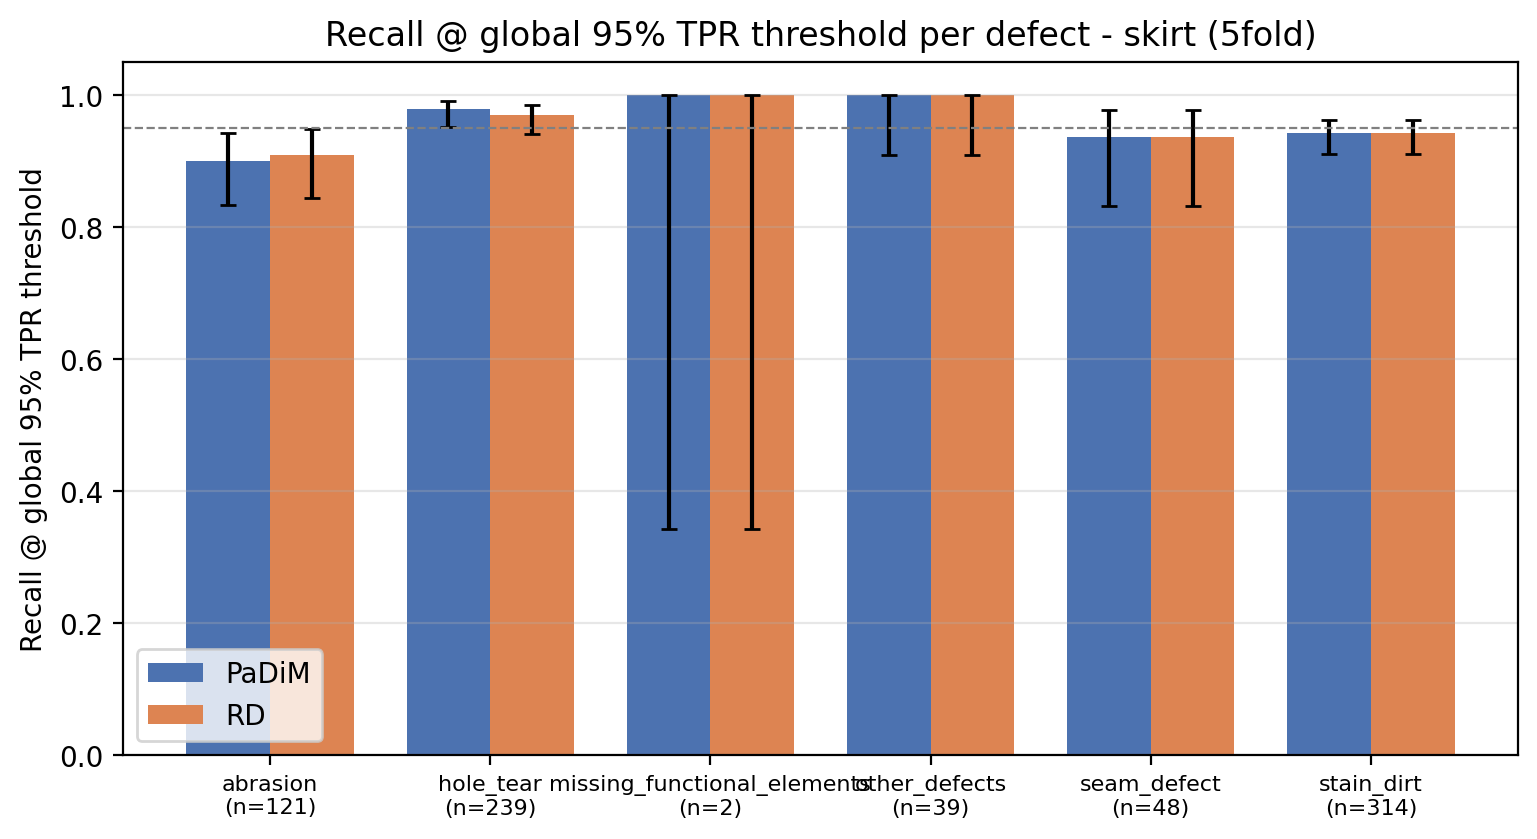 Recall @ global 95% TPR threshold per defect - skirt (5fold)
Recall @ global 95% TPR threshold
1.0
0.8
0.6
0.4
0.2
0.0
PaDiM
RD
abrasion
(n=121)
hole_tear
(n=239)
missing_functional_elements
(n=2)
other_defects
(n=39)
seam_defect
(n=48)
stain_dirt
(n=314)